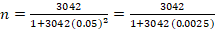 n = 3042 / 1+3042 (0.05)² = 3042 / 1+3042 (0.0025)